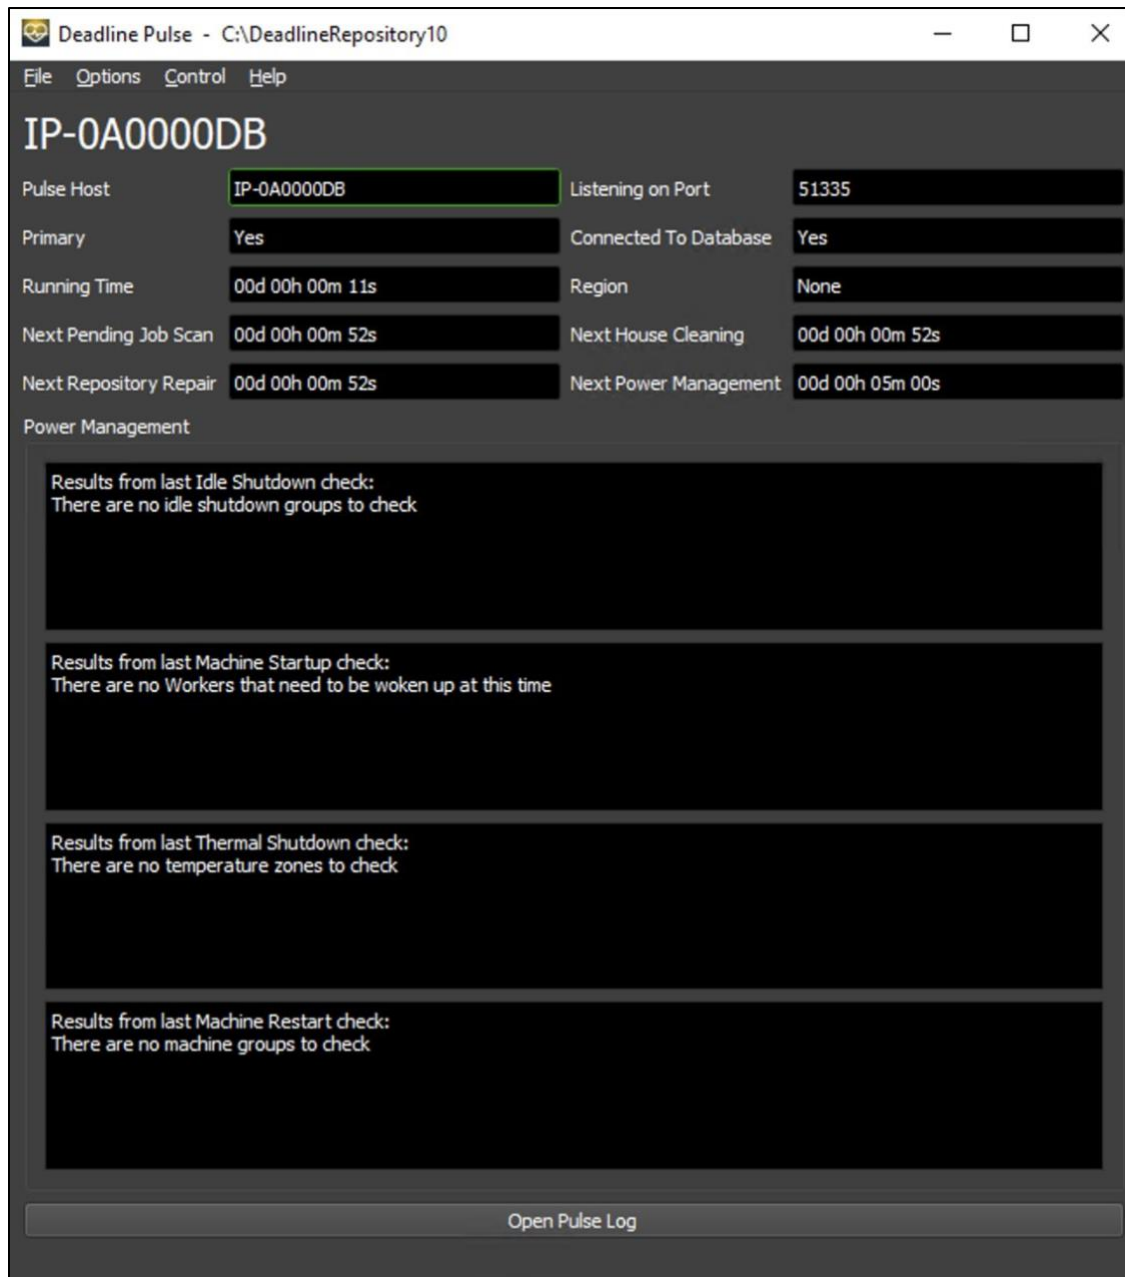 Deadline Pulse - C:\DeadlineRepository10
File Options Control Help
IP-0A0000DB
Pulse Host IP-0A0000DB Listening on Port 51335
Primary Yes Connected To Database Yes
Running Time 00d 00h 00m 11s Region None
Next Pending Job Scan 00d 00h 00m 52s Next House Cleaning 00d 00h 00m 52s
Next Repository Repair 00d 00h 00m 52s Next Power Management 00d 00h 05m 00s
Power Management
Results from last Idle Shutdown check:
There are no idle shutdown groups to check
Results from last Machine Startup check:
There are no Workers that need to be woken up at this time
Results from last Thermal Shutdown check:
There are no temperature zones to check
Results from last Machine Restart check:
There are no machine groups to check
Open Pulse Log